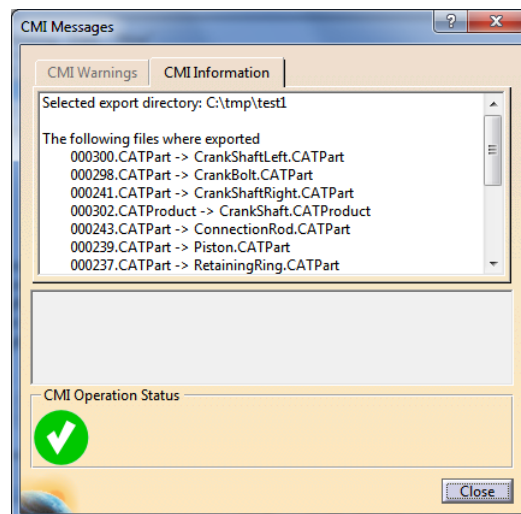 CMI Messages
CMI Warnings
CMI Information
Selected export directory: C:\tmp\test1
The following files where exported
000300.CATPart -> CrankShaftLeft.CATPart
000298.CATPart -> CrankBolt.CATPart
000241.CATPart -> CrankShaftRight.CATPart
000302.CATProduct -> CrankShaft.CATProduct
000243.CATPart -> ConnectionRod.CATPart
000239.CATPart -> Piston.CATPart
000237.CATPart -> RetainingRing.CATPart
CMI Operation Status
Close